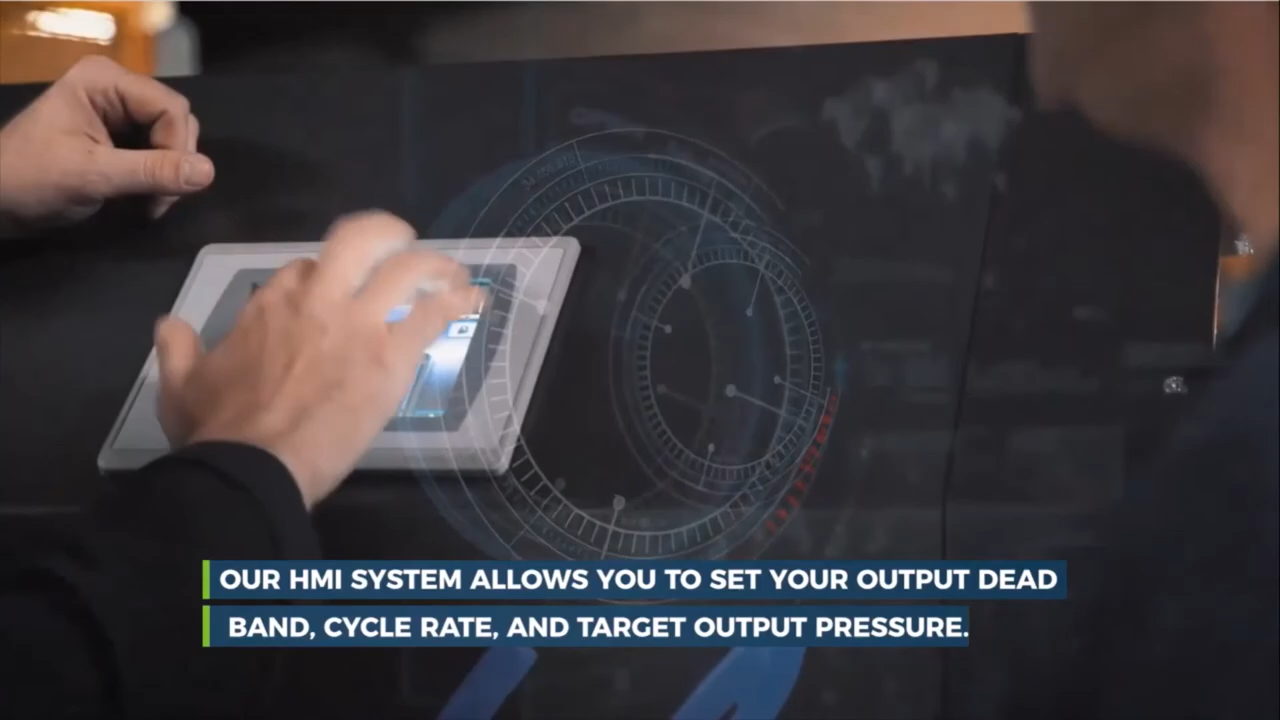 OUR HMI SYSTEM ALLOWS YOU TO SET YOUR OUTPUT DEAD
BAND, CYCLE RATE, AND TARGET OUTPUT PRESSURE.